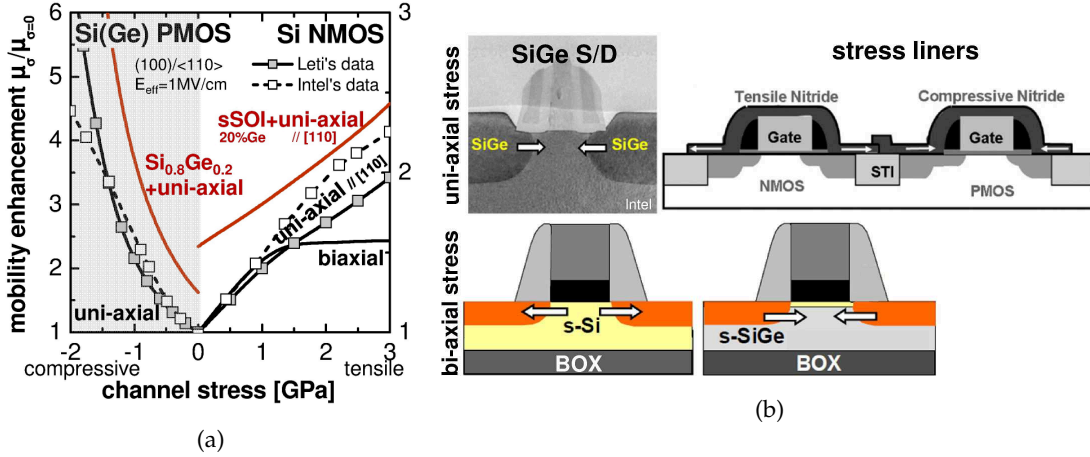 Si(Ge) PMOS
Si NMOS
(100)/<110>
E_eff=1MV/cm
Leti's data
Intel's data
sSOI+uni-axial
20%Ge // [110]
Si0.8Ge0.2
+uni-axial
uni-axial // [110]
biaxial
uni-axial
mobility enhancement μσ/μσ=0
6
5
4
3
2
1
3
2
1
-2 -1 0 1 2 3
compressive
tensile
channel stress [GPa]
(a)
uni-axial stress
SiGe S/D
SiGe
SiGe
Intel
stress liners
Tensile Nitride
Compressive Nitride
Gate
Gate
STI
NMOS
PMOS
bi-axial stress
s-Si
BOX
s-SiGe
BOX
(b)